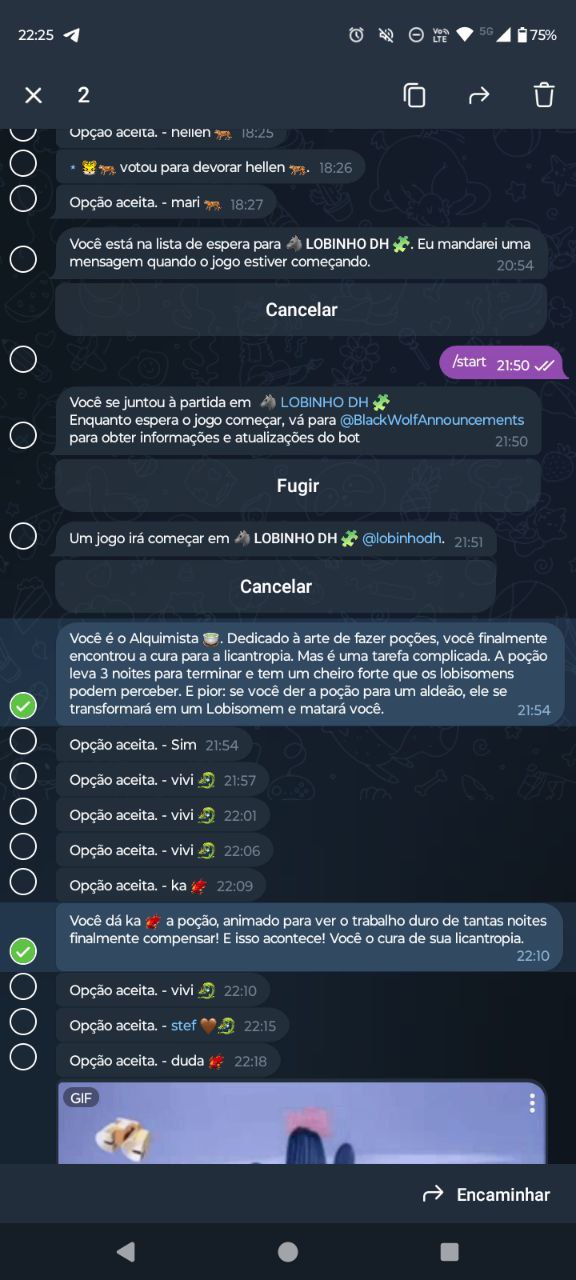 22:25
Vo))
LTE
5G
75%
2
Opção aceita. - hellen 🐅 18:25
* 🐯🐅 votou para devorar hellen 🐅. 18:26
Opção aceita. - mari 🐅 18:27
Você está na lista de espera para 🐴 LOBINHO DH 🧩. Eu mandarei uma
mensagem quando o jogo estiver começando. 20:54
Cancelar
/start 21:50
Você se juntou à partida em 🐴 LOBINHO DH 🧩
Enquanto espera o jogo começar, vá para @BlackWolfAnnouncements
para obter informações e atualizações do bot 21:50
Fugir
Um jogo irá começar em 🐴 LOBINHO DH 🧩 @lobinhodh. 21:51
Cancelar
Você é o Alquimista 🍵. Dedicado à arte de fazer poções, você finalmente
encontrou a cura para a licantropia. Mas é uma tarefa complicada. A poção
leva 3 noites para terminar e tem um cheiro forte que os lobisomens
podem perceber. E pior: se você der a poção para um aldeão, ele se
transformará em um Lobisomem e matará você. 21:54
Opção aceita. - Sim 21:54
Opção aceita. - vivi 🐉 21:57
Opção aceita. - vivi 🐉 22:01
Opção aceita. - vivi 🐉 22:06
Opção aceita. - ka 22:09
Você dá ka a poção, animado para ver o trabalho duro de tantas noites
finalmente compensar! E isso acontece! Você o cura de sua licantropia.
22:10
Opção aceita. - vivi 🐉 22:10
Opção aceita. - stef 🤎🐉 22:15
Opção aceita. - duda 22:18
GIF
Encaminhar